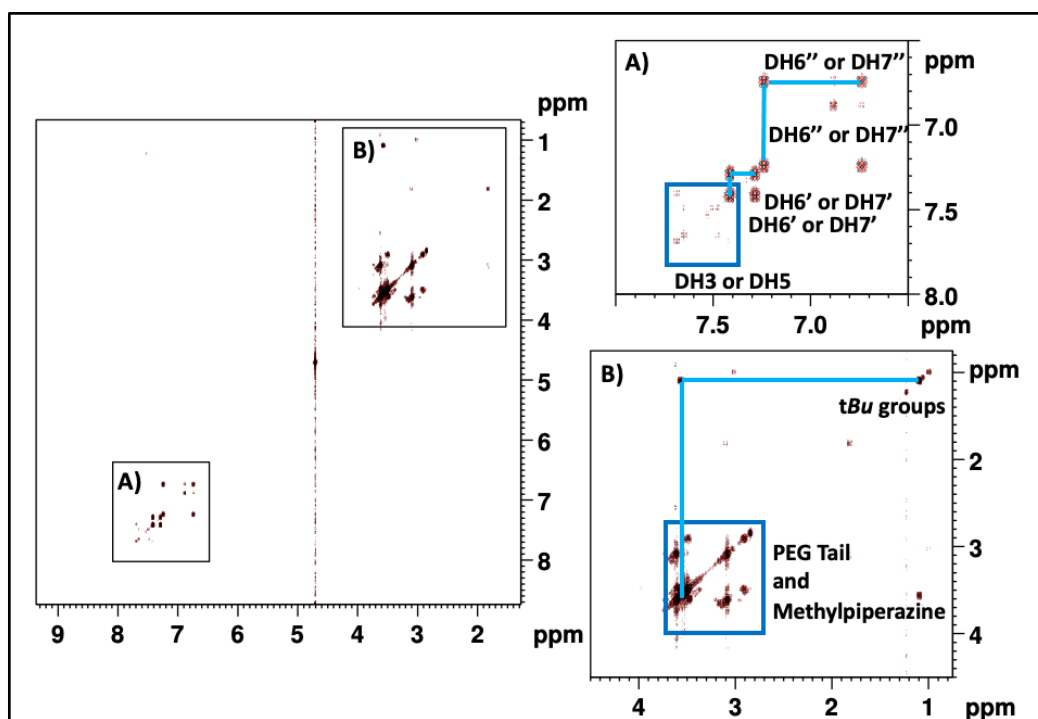 B)
A)
ppm
1
2
3
4
5
6
7
8
9 8 7 6 5 4 3 2 ppm
A)
DH6’’ or DH7’’
DH6’’ or DH7’’
DH6’ or DH7’
DH6’ or DH7’
DH3 or DH5
ppm
7.0
7.5
8.0
7.5 7.0 ppm
B)
tBu groups
PEG Tail
and
Methylpiperazine
ppm
2
3
4
4 3 2 1 ppm